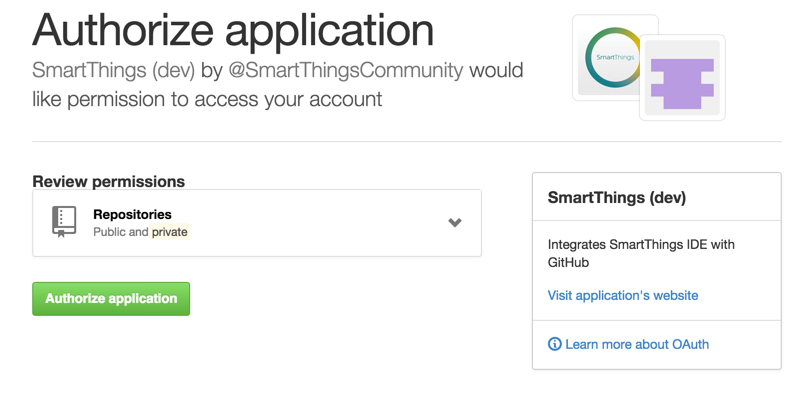 Authorize application
SmartThings (dev) by @SmartThingsCommunity would
like permission to access your account
SmartThings
Review permissions
Repositories
Public and private
Authorize application
SmartThings (dev)
Integrates SmartThings IDE with
GitHub
Visit application's website
Learn more about OAuth